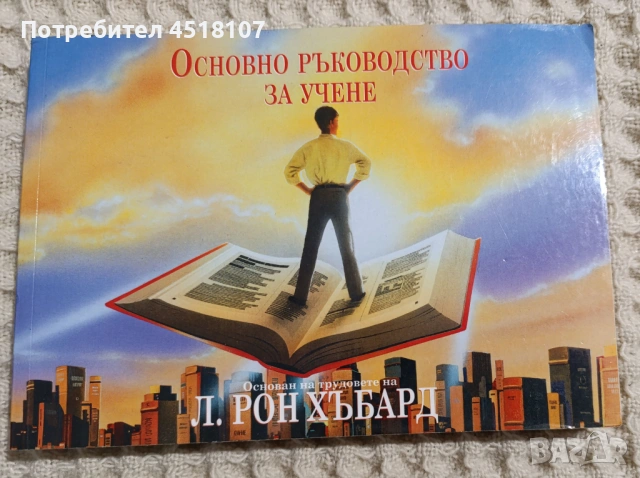 Потребител 4518107
ОСНОВНО РЪКОВОДСТВО
ЗА УЧЕНЕ
Основан на трудовете на
Л. РОН ХЪБАРД